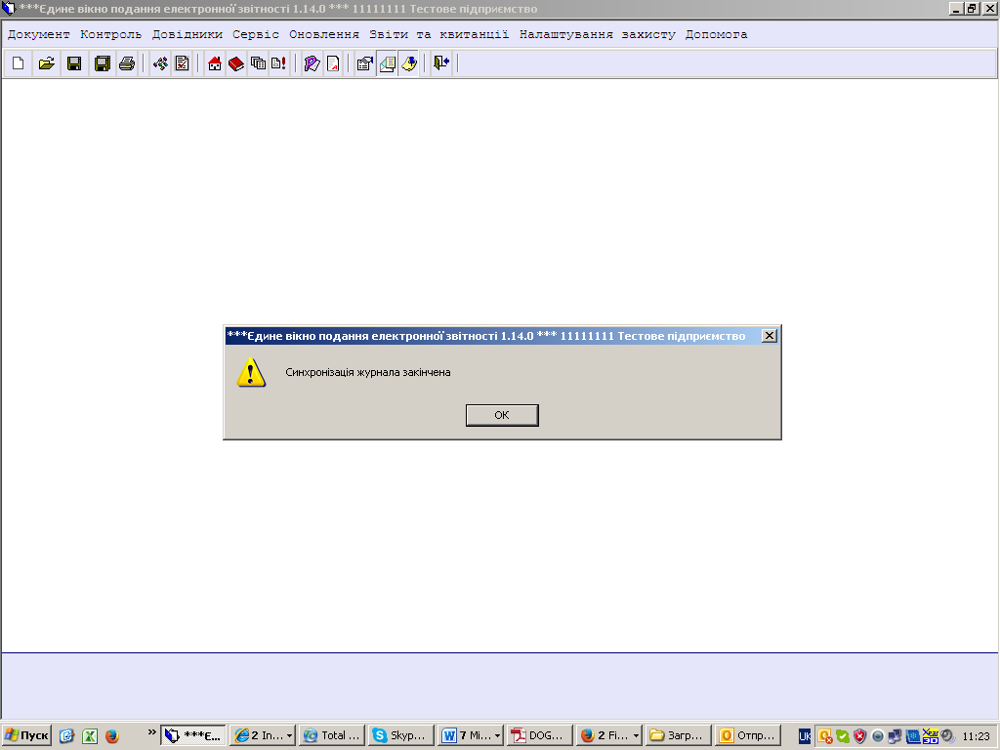 ***Єдине вікно подання електронної звітності 1.14.0 *** 11111111 Тестове підприємство
Документ Контроль Довідники Сервіс Оновлення Звіти та квитанції Налаштування захисту Допомога
***Єдине вікно подання електронної звітності 1.14.0 *** 11111111 Тестове підприємство
Синхронізація журнала закінчена
OK
Пуск » ***Є... 2 In... Total ... Skyp... 7 Mi... DOG... 2 Fi... Загр... Отпр... UK Xear 3D 11:23